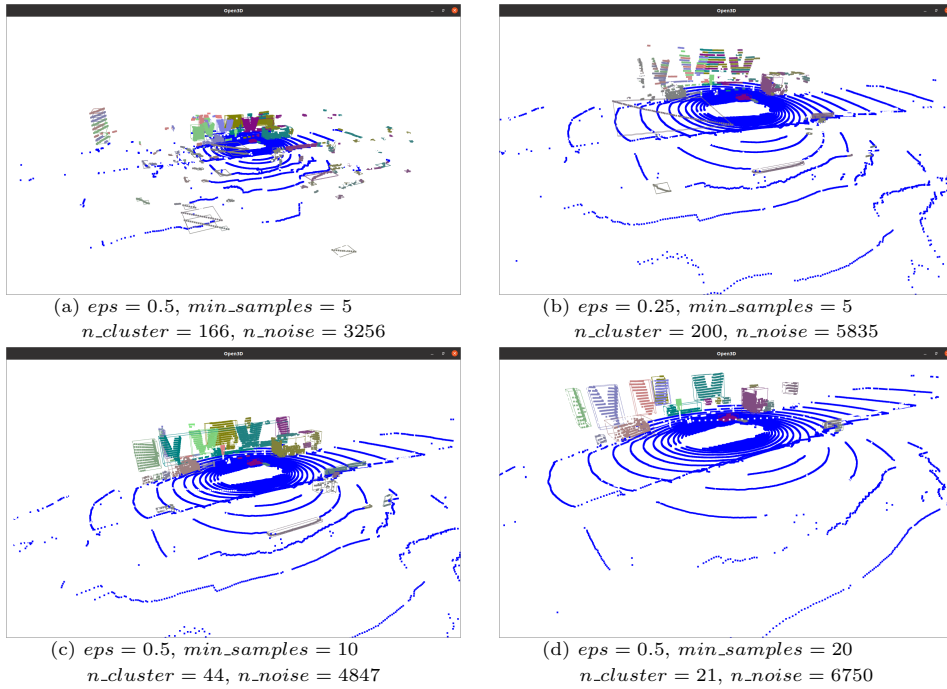 Open3D
Open3D
(a) eps = 0.5, min_samples = 5
n_cluster = 166, n_noise = 3256
(b) eps = 0.25, min_samples = 5
n_cluster = 200, n_noise = 5835
Open3D
Open3D
(c) eps = 0.5, min_samples = 10
n_cluster = 44, n_noise = 4847
(d) eps = 0.5, min_samples = 20
n_cluster = 21, n_noise = 6750